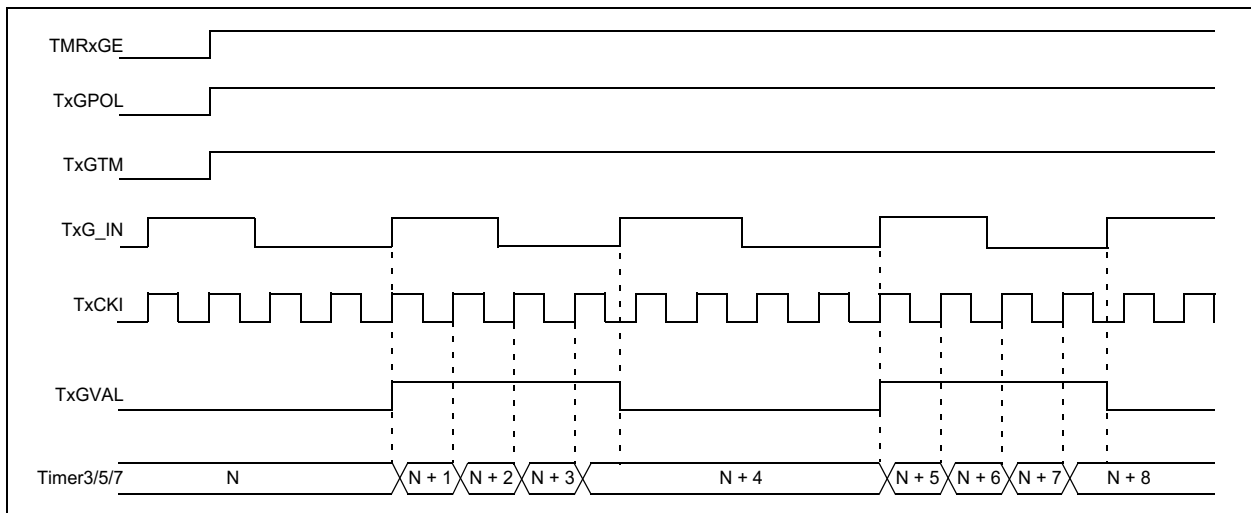 TMRxGE
TxGPOL
TxGTM
TxG_IN
TxCKI
TxGVAL
Timer3/5/7 N N + 1 N + 2 N + 3 N + 4 N + 5 N + 6 N + 7 N + 8